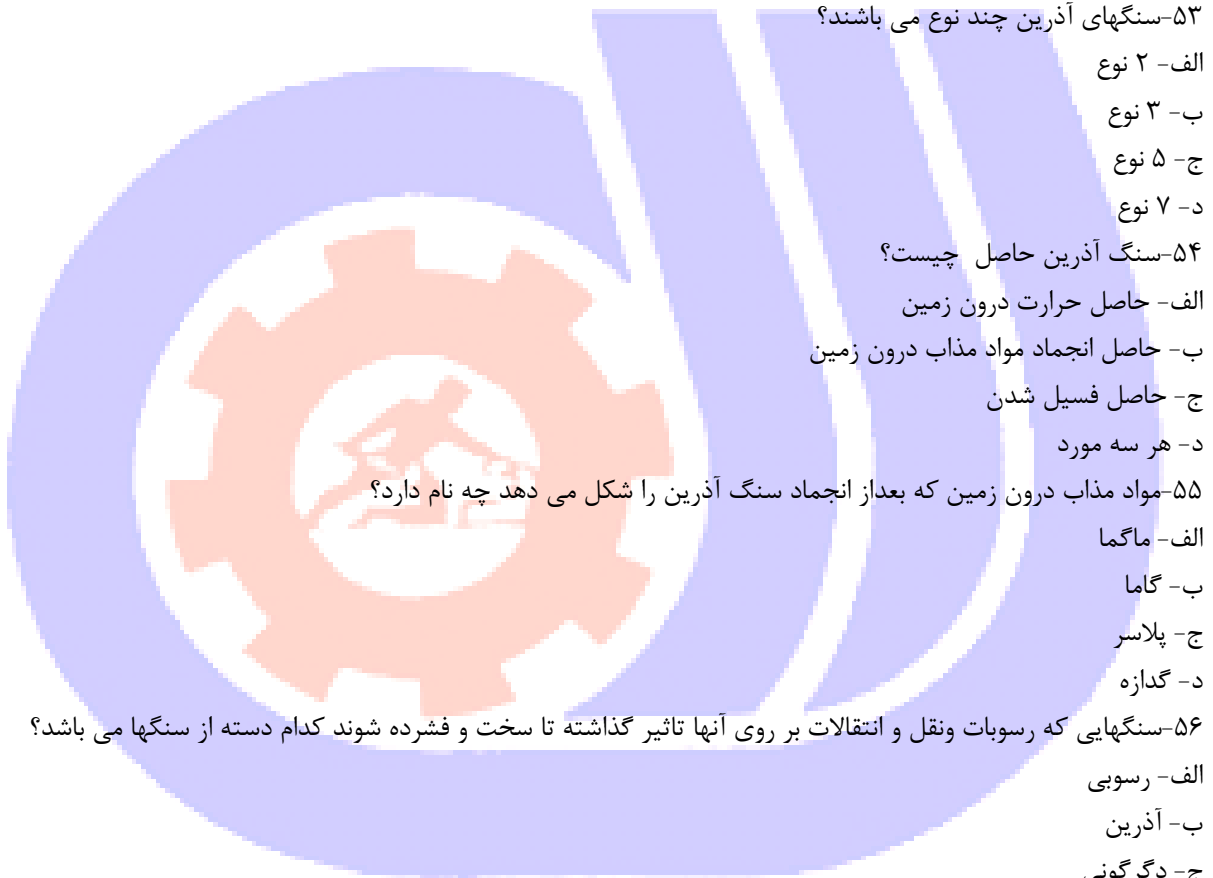 ۵۳-سنگهای آذرین چند نوع می باشند؟
الف- ۲ نوع
ب- ۳ نوع
ج- ۵ نوع
د- ۷ نوع
۵۴-سنگ آذرین حاصل چیست؟
الف- حاصل حرارت درون زمین
ب- حاصل انجماد مواد مذاب درون زمین
ج- حاصل فسیل شدن
د- هر سه مورد
۵۵-مواد مذاب درون زمین که بعداز انجماد سنگ آذرین را شکل می دهد چه نام دارد؟
الف- ماگما
ب- گاما
ج- پلاسر
د- گدازه
۵۶-سنگهایی که رسوبات ونقل و انتقالات بر روی آنها تاثیر گذاشته تا سخت و فشرده شوند کدام دسته از سنگها می باشد؟
الف- رسوبی
ب- آذرین
ج- دگرگونی